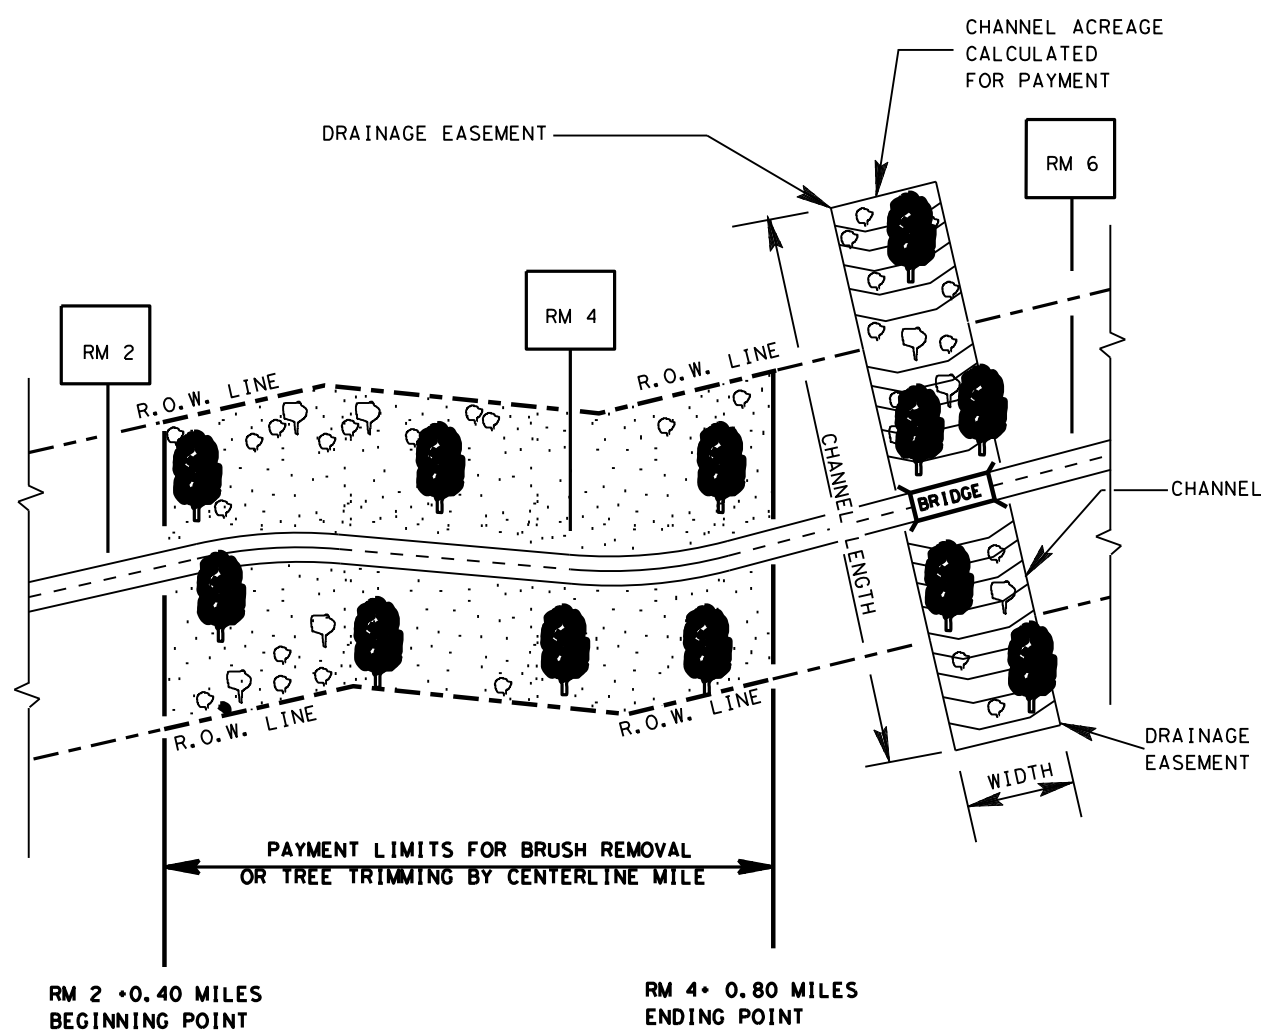 CHANNEL ACREAGE
CALCULATED
FOR PAYMENT
DRAINAGE EASEMENT
RM 6
RM 4
RM 2
R.O.W. LINE
R.O.W. LINE
CHANNEL LENGTH
BRIDGE
CHANNEL
R.O.W. LINE
R.O.W. LINE
DRAINAGE
EASEMENT
WIDTH
PAYMENT LIMITS FOR BRUSH REMOVAL
OR TREE TRIMMING BY CENTERLINE MILE
RM 2 +0.40 MILES
BEGINNING POINT
RM 4+ 0.80 MILES
ENDING POINT